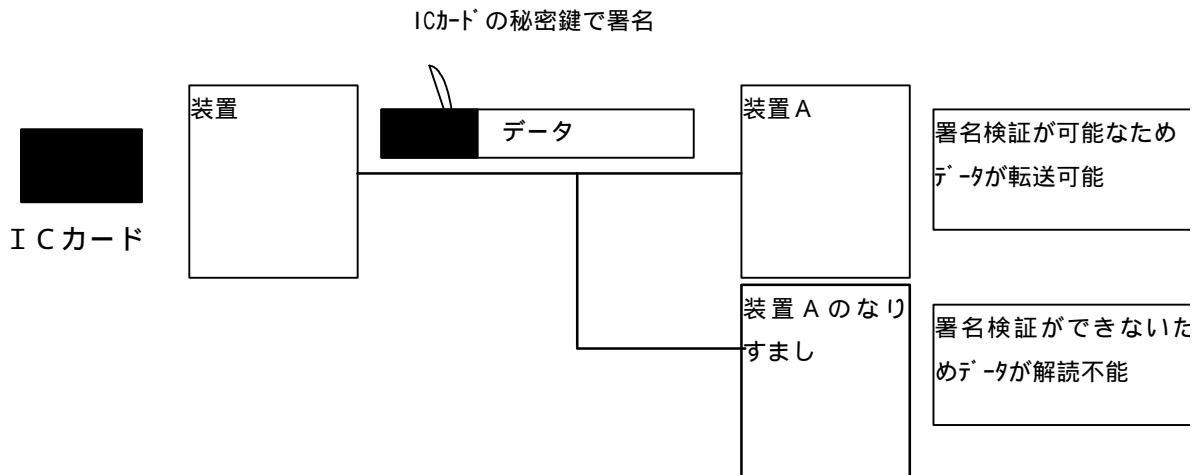 ICｶｰﾄﾞの秘密鍵で署名
装置
データ
装置A
署名検証が可能なため
ﾃﾞｰﾀが転送可能
ＩＣカード
装置Aのなり
すまし
署名検証ができないた
めﾃﾞｰﾀが解読不能